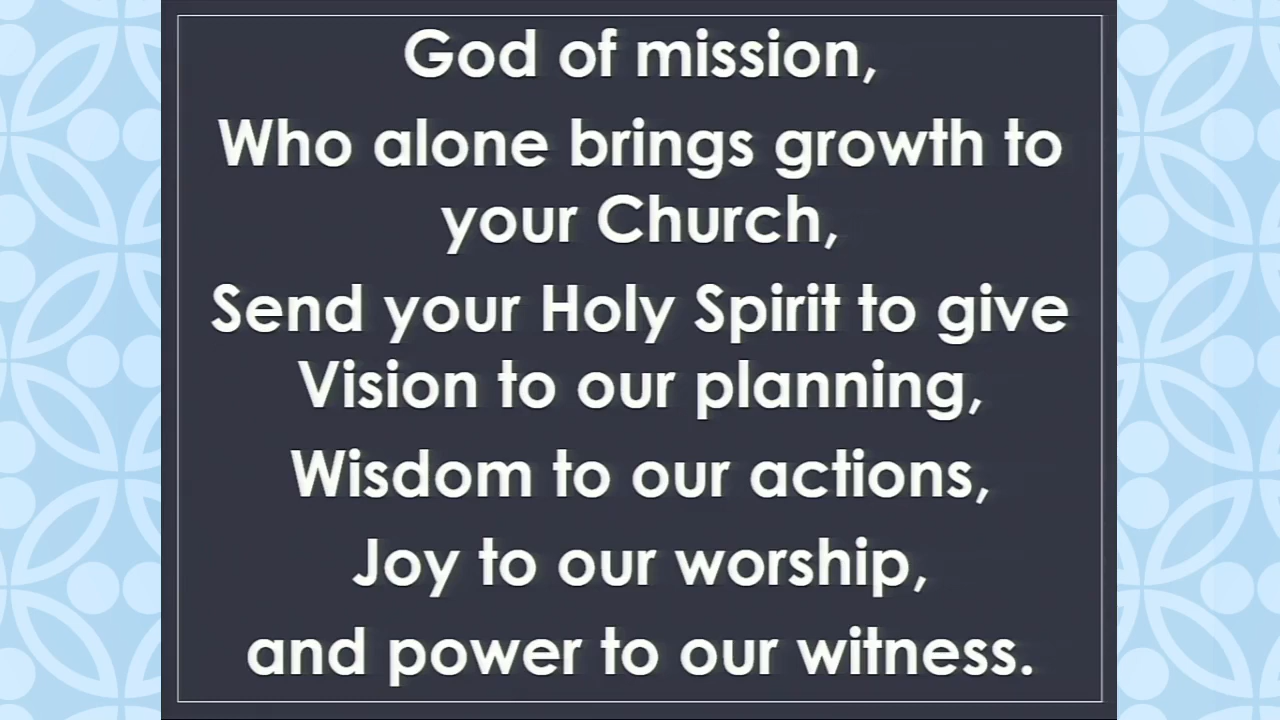 God of mission,
Who alone brings growth to
your Church,
Send your Holy Spirit to give
Vision to our planning,
Wisdom to our actions,
Joy to our worship,
and power to our witness.